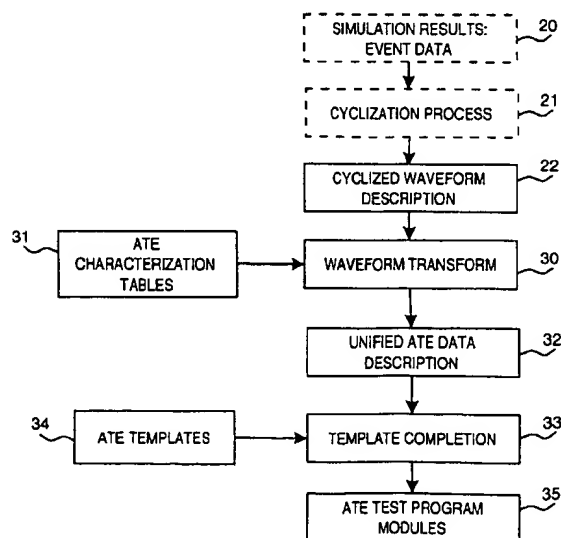 SIMULATION RESULTS:
EVENT DATA
20
CYCLIZATION PROCESS
21
CYCLIZED WAVEFORM
DESCRIPTION
22
31
ATE
CHARACTERIZATION
TABLES
WAVEFORM TRANSFORM
30
UNIFIED ATE DATA
DESCRIPTION
32
34
ATE TEMPLATES
TEMPLATE COMPLETION
33
ATE TEST PROGRAM
MODULES
35